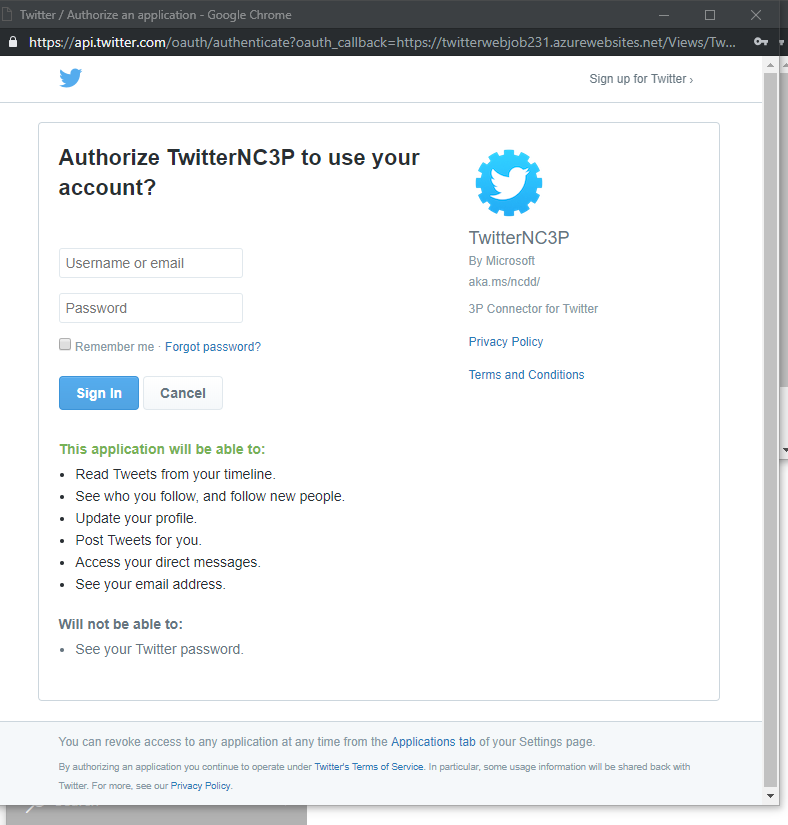 Twitter / Authorize an application - Google Chrome
https://api.twitter.com/oauth/authenticate?oauth_callback=https://twitterwebjob231.azurewebsites.net/Views/Tw...
Sign up for Twitter ›
Authorize TwitterNC3P to use your
account?
Username or email
Password
Remember me · Forgot password?
Sign In
Cancel
TwitterNC3P
By Microsoft
aka.ms/ncdd/
3P Connector for Twitter
Privacy Policy
Terms and Conditions
This application will be able to:
• Read Tweets from your timeline.
• See who you follow, and follow new people.
• Update your profile.
• Post Tweets for you.
• Access your direct messages.
• See your email address.
Will not be able to:
• See your Twitter password.
You can revoke access to any application at any time from the Applications tab of your Settings page.
By authorizing an application you continue to operate under Twitter's Terms of Service. In particular, some usage information will be shared back with
Twitter. For more, see our Privacy Policy.